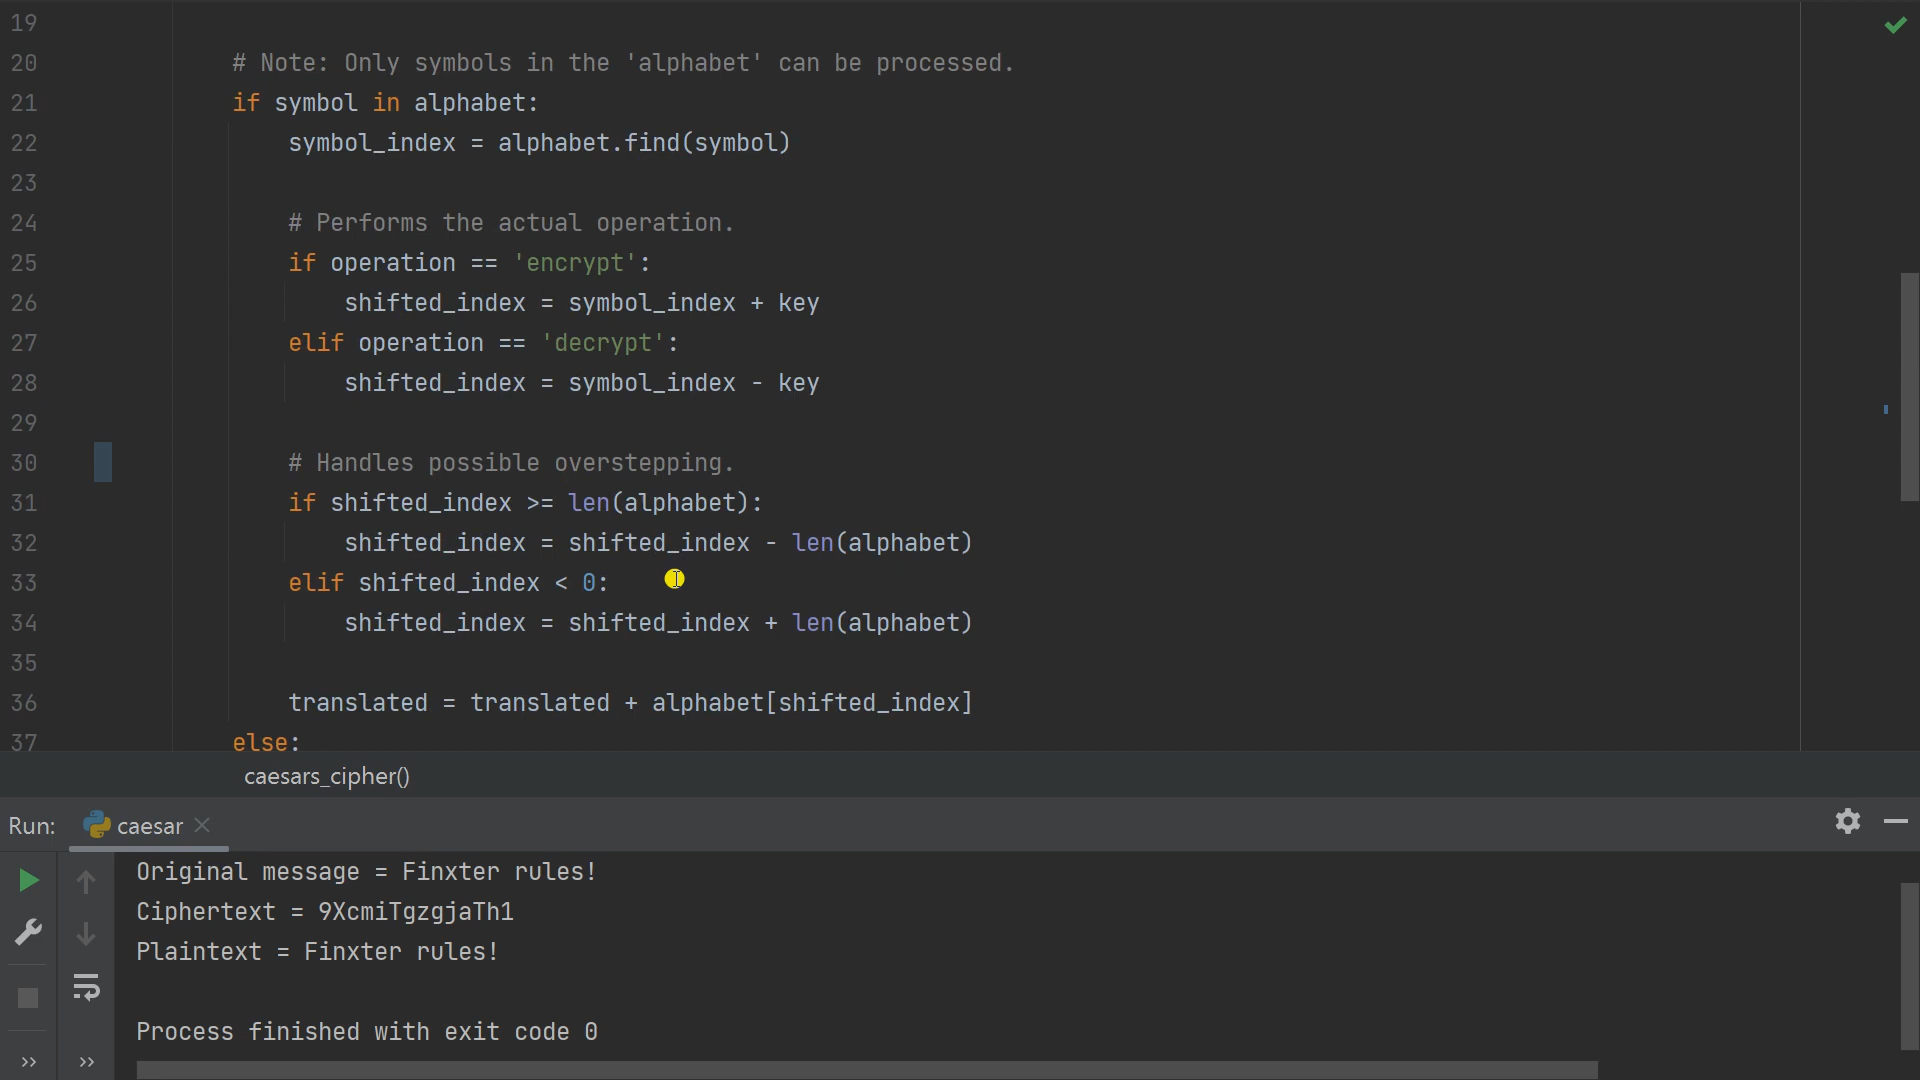 19
20 # Note: Only symbols in the 'alphabet' can be processed.
21 if symbol in alphabet:
22 symbol_index = alphabet.find(symbol)
23
24 # Performs the actual operation.
25 if operation == 'encrypt':
26 shifted_index = symbol_index + key
27 elif operation == 'decrypt':
28 shifted_index = symbol_index - key
29
30 # Handles possible overstepping.
31 if shifted_index >= len(alphabet):
32 shifted_index = shifted_index - len(alphabet)
33 elif shifted_index < 0:
34 shifted_index = shifted_index + len(alphabet)
35
36 translated = translated + alphabet[shifted_index]
37 else:
caesars_cipher()
Run: caesar
Original message = Finxter rules!
Ciphertext = 9XcmiTgzgjaTh1
Plaintext = Finxter rules!
Process finished with exit code 0